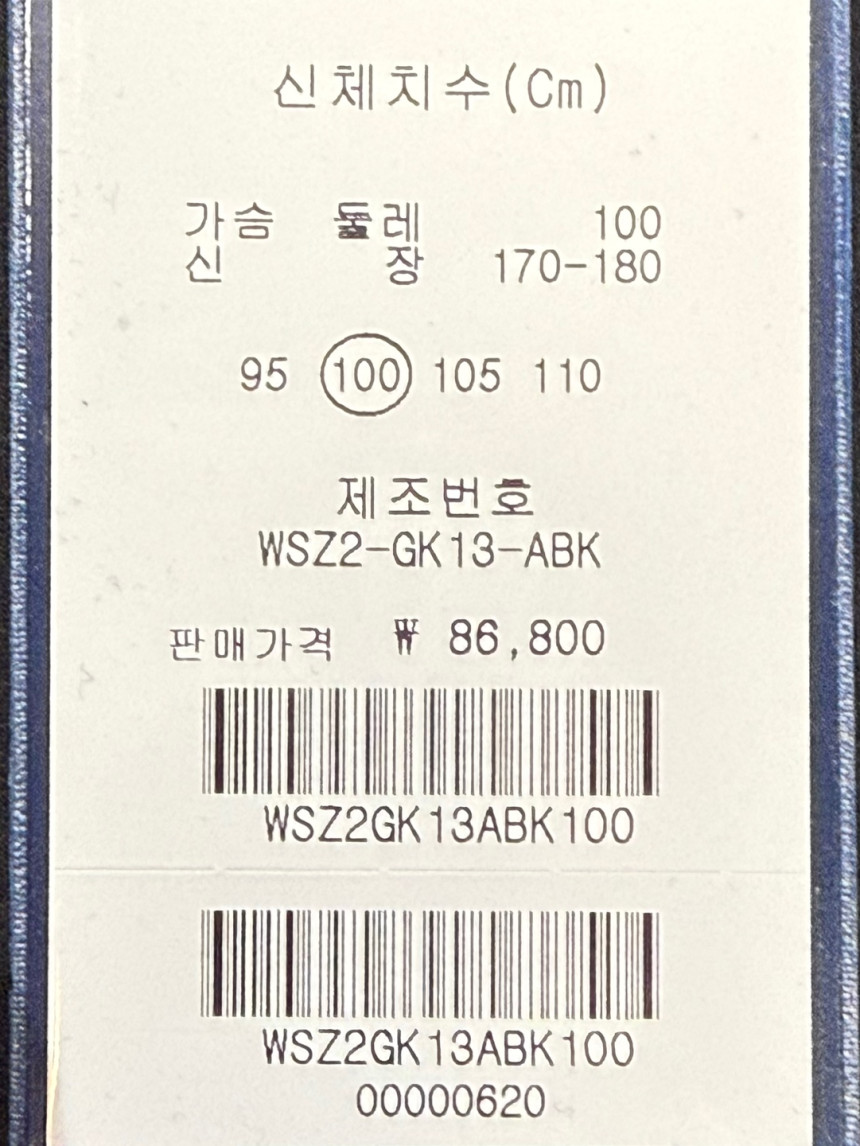 신체치수(Cm)
가슴 둘레 100
신 장 170-180
95 100 105 110
제조번호
WSZ2-GK13-ABK
판매가격 ₩ 86,800
WSZ2GK13ABK100
WSZ2GK13ABK100
00000620